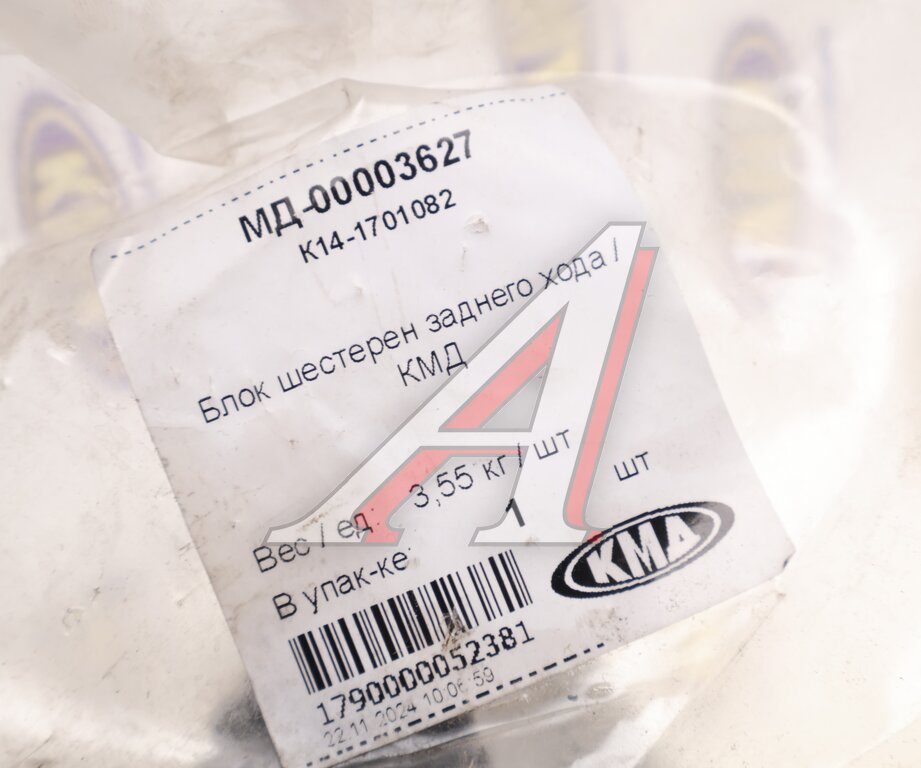 МД-00003627
К14-1701082
Блок шестерен заднего хода /
КМД
Вес / ед: 3,55 кг / шт
В упак-ке: 1 шт
КМД
1790000052381
22.11.2024 10:06:59